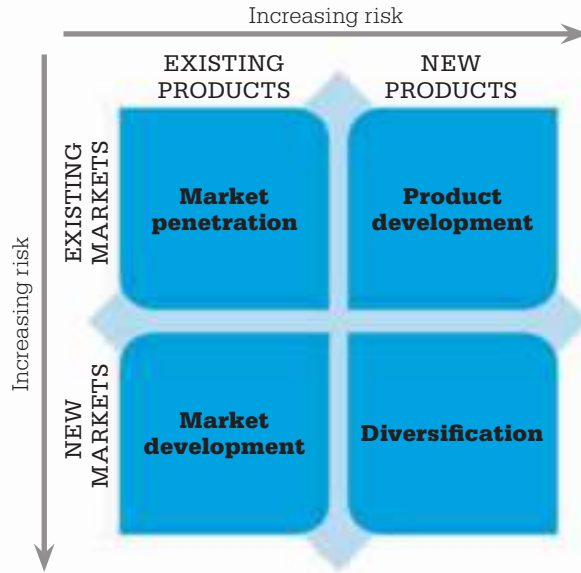 Increasing risk
EXISTING
PRODUCTS
NEW
PRODUCTS
Increasing risk
EXISTING
MARKETS
Market
penetration
Product
development
NEW
MARKETS
Market
development
Diversification